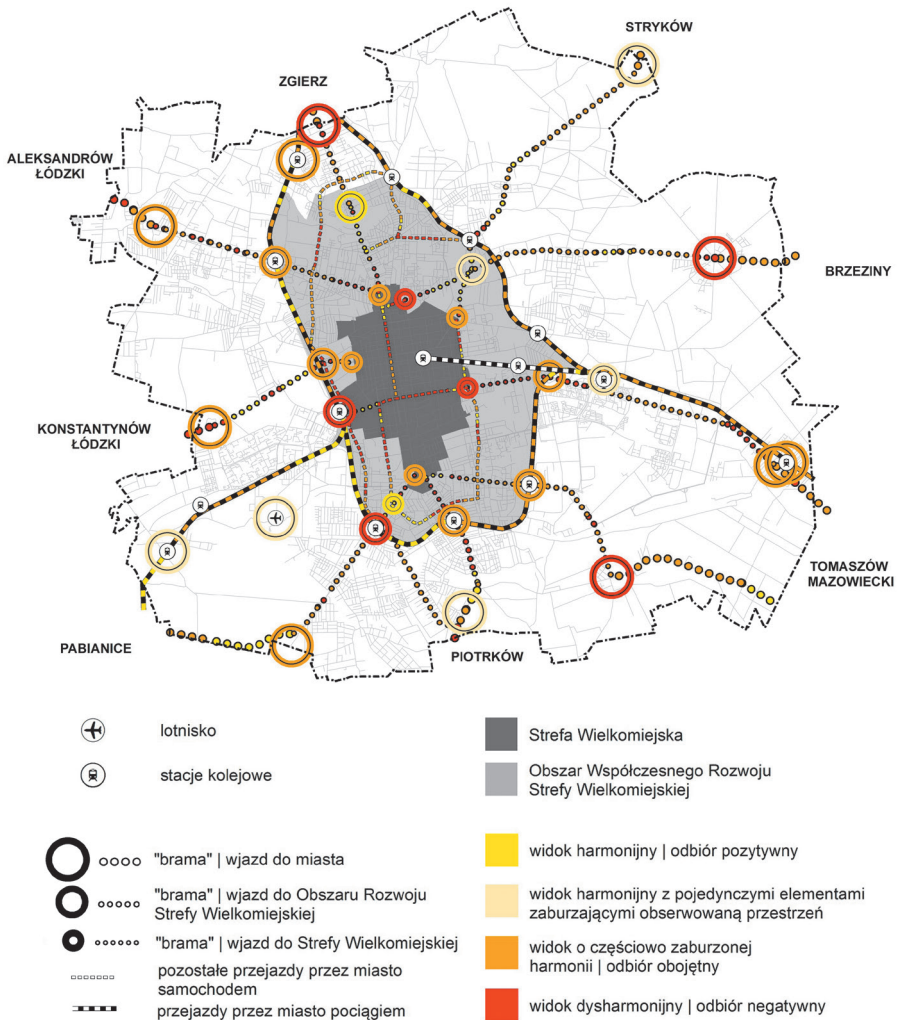 STRYKÓW
ZGIERZ
ALEKSANDRÓW
ŁÓDZKI
BRZEZINY
KONSTANTYNÓW
ŁÓDZKI
TOMASZÓW
MAZOWIECKI
PABIANICE
PIOTRKÓW
lotnisko
stacje kolejowe
Strefa Wielkomiejska
Obszar Współczesnego Rozwoju
Strefy Wielkomiejskiej
"brama" | wjazd do miasta
"brama" | wjazd do Obszaru Rozwoju
Strefy Wielkomiejskiej
"brama" | wjazd do Strefy Wielkomiejskiej
pozostałe przejazdy przez miasto
samochodem
przejazdy przez miasto pociągiem
widok harmonijny | odbiór pozytywny
widok harmonijny z pojedynczymi elementami
zaburzającymi obserwowaną przestrzeń
widok o częściowo zaburzonej
harmonii | odbiór obojętny
widok dysharmonijny | odbiór negatywny